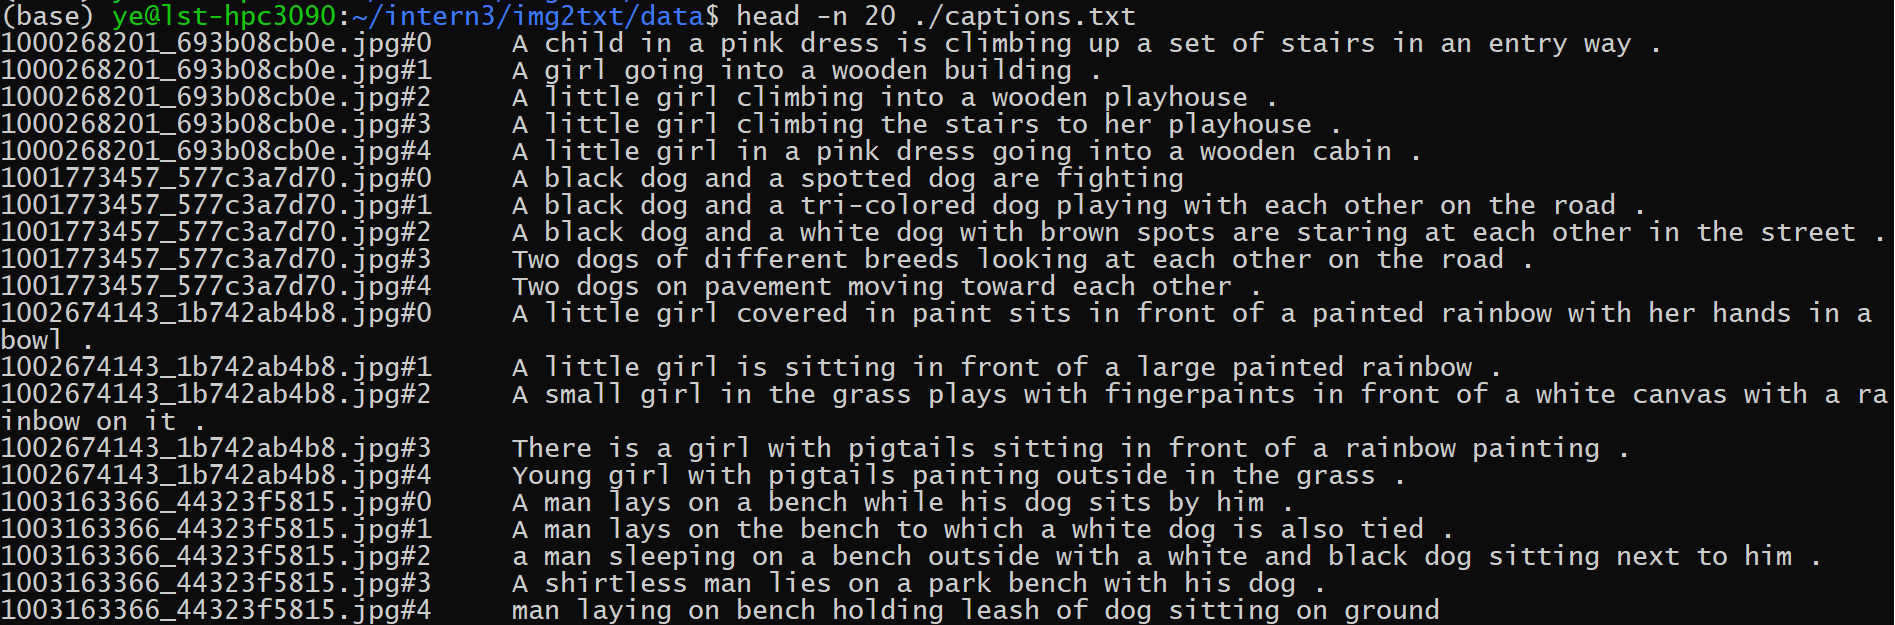 (base) ye@lst-hpc3090:~/intern3/img2txt/data$ head -n 20 ./captions.txt
1000268201_693b08cb0e.jpg#0     A child in a pink dress is climbing up a set of stairs in an entry way .
1000268201_693b08cb0e.jpg#1     A girl going into a wooden building .
1000268201_693b08cb0e.jpg#2     A little girl climbing into a wooden playhouse .
1000268201_693b08cb0e.jpg#3     A little girl climbing the stairs to her playhouse .
1000268201_693b08cb0e.jpg#4     A little girl in a pink dress going into a wooden cabin .
1001773457_577c3a7d70.jpg#0     A black dog and a spotted dog are fighting
1001773457_577c3a7d70.jpg#1     A black dog and a tri-colored dog playing with each other on the road .
1001773457_577c3a7d70.jpg#2     A black dog and a white dog with brown spots are staring at each other in the street .
1001773457_577c3a7d70.jpg#3     Two dogs of different breeds looking at each other on the road .
1001773457_577c3a7d70.jpg#4     Two dogs on pavement moving toward each other .
1002674143_1b742ab4b8.jpg#0     A little girl covered in paint sits in front of a painted rainbow with her hands in a
bowl .
1002674143_1b742ab4b8.jpg#1     A little girl is sitting in front of a large painted rainbow .
1002674143_1b742ab4b8.jpg#2     A small girl in the grass plays with fingerpaints in front of a white canvas with a ra
inbow on it .
1002674143_1b742ab4b8.jpg#3     There is a girl with pigtails sitting in front of a rainbow painting .
1002674143_1b742ab4b8.jpg#4     Young girl with pigtails painting outside in the grass .
1003163366_44323f5815.jpg#0     A man lays on a bench while his dog sits by him .
1003163366_44323f5815.jpg#1     A man lays on the bench to which a white dog is also tied .
1003163366_44323f5815.jpg#2     a man sleeping on a bench outside with a white and black dog sitting next to him .
1003163366_44323f5815.jpg#3     A shirtless man lies on a park bench with his dog .
1003163366_44323f5815.jpg#4     man laying on bench holding leash of dog sitting on ground